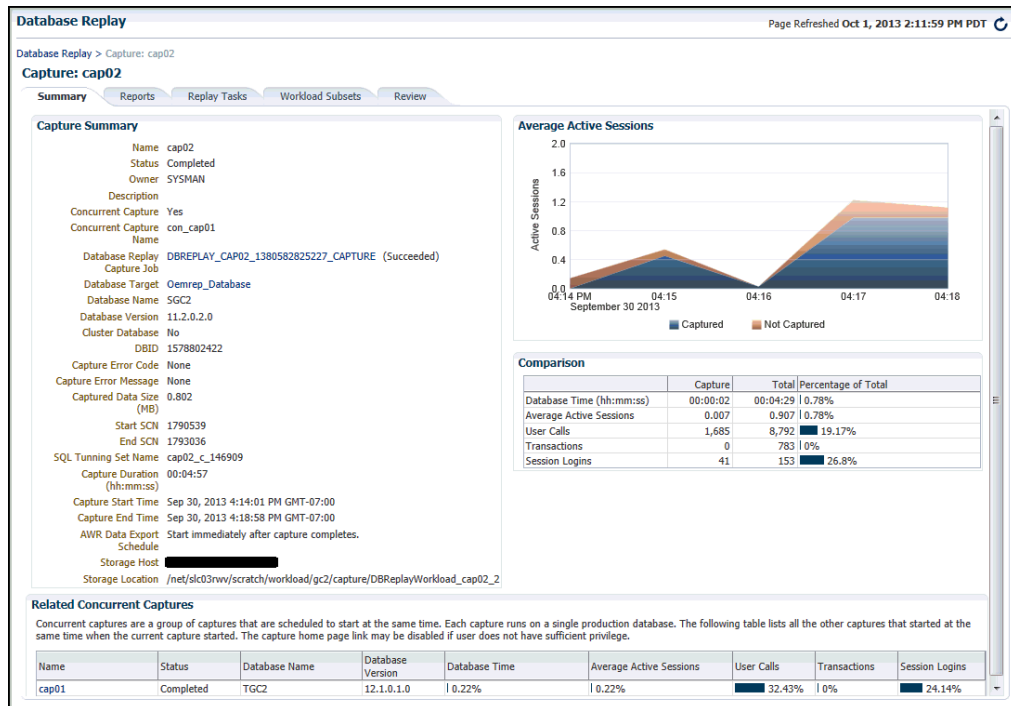 Database Replay
Page Refreshed Oct 1, 2013 2:11:59 PM PDT
Database Replay > Capture: cap02
Capture: cap02
Summary Reports Replay Tasks Workload Subsets Review
Capture Summary
Name cap02
Status Completed
Owner SYSMAN
Description
Concurrent Capture Yes
Concurrent Capture Name con_cap01
Database Replay Capture Job DBREPLAY_CAP02_1380582825227_CAPTURE (Succeeded)
Database Target Oemrep_Database
Database Name SGC2
Database Version 11.2.0.2.0
Cluster Database No
DBID 1578802422
Capture Error Code None
Capture Error Message None
Captured Data Size (MB) 0.802
Start SCN 1790539
End SCN 1793036
SQL Tunning Set Name cap02_c_146909
Capture Duration (hh:mm:ss) 00:04:57
Capture Start Time Sep 30, 2013 4:14:01 PM GMT-07:00
Capture End Time Sep 30, 2013 4:18:58 PM GMT-07:00
AWR Data Export Schedule Start immediately after capture completes.
Storage Host
Storage Location /net/slc03rwv/scratch/workload/gc2/capture/DBReplayWorkload_cap02_2
Average Active Sessions
Active Sessions
2.0
1.6
1.2
0.8
0.4
0.0
04:14 PM 04:15 04:16 04:17 04:18
September 30 2013
Captured Not Captured
Comparison
Capture Total Percentage of Total
Database Time (hh:mm:ss) 00:00:02 00:04:29 0.78%
Average Active Sessions 0.007 0.907 0.78%
User Calls 1,685 8,792 19.17%
Transactions 0 783 0%
Session Logins 41 153 26.8%
Related Concurrent Captures
Concurrent captures are a group of captures that are scheduled to start at the same time. Each capture runs on a single production database. The following table lists all the other captures that started at the
same time when the current capture started. The capture home page link may be disabled if user does not have sufficient privilege.
Name Status Database Name Database Version Database Time Average Active Sessions User Calls Transactions Session Logins
cap01 Completed TGC2 12.1.0.1.0 0.22% 0.22% 32.43% 0% 24.14%